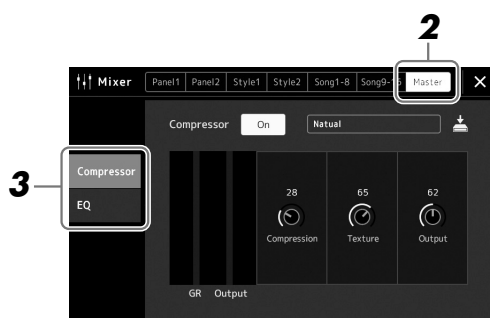 2
Mixer Panel1 Panel2 Style1 Style2 Song1-8 Song9-16 Master
Compressor On Natual
3
Compressor
EQ
28 65 62
Compression Texture Output
GR Output